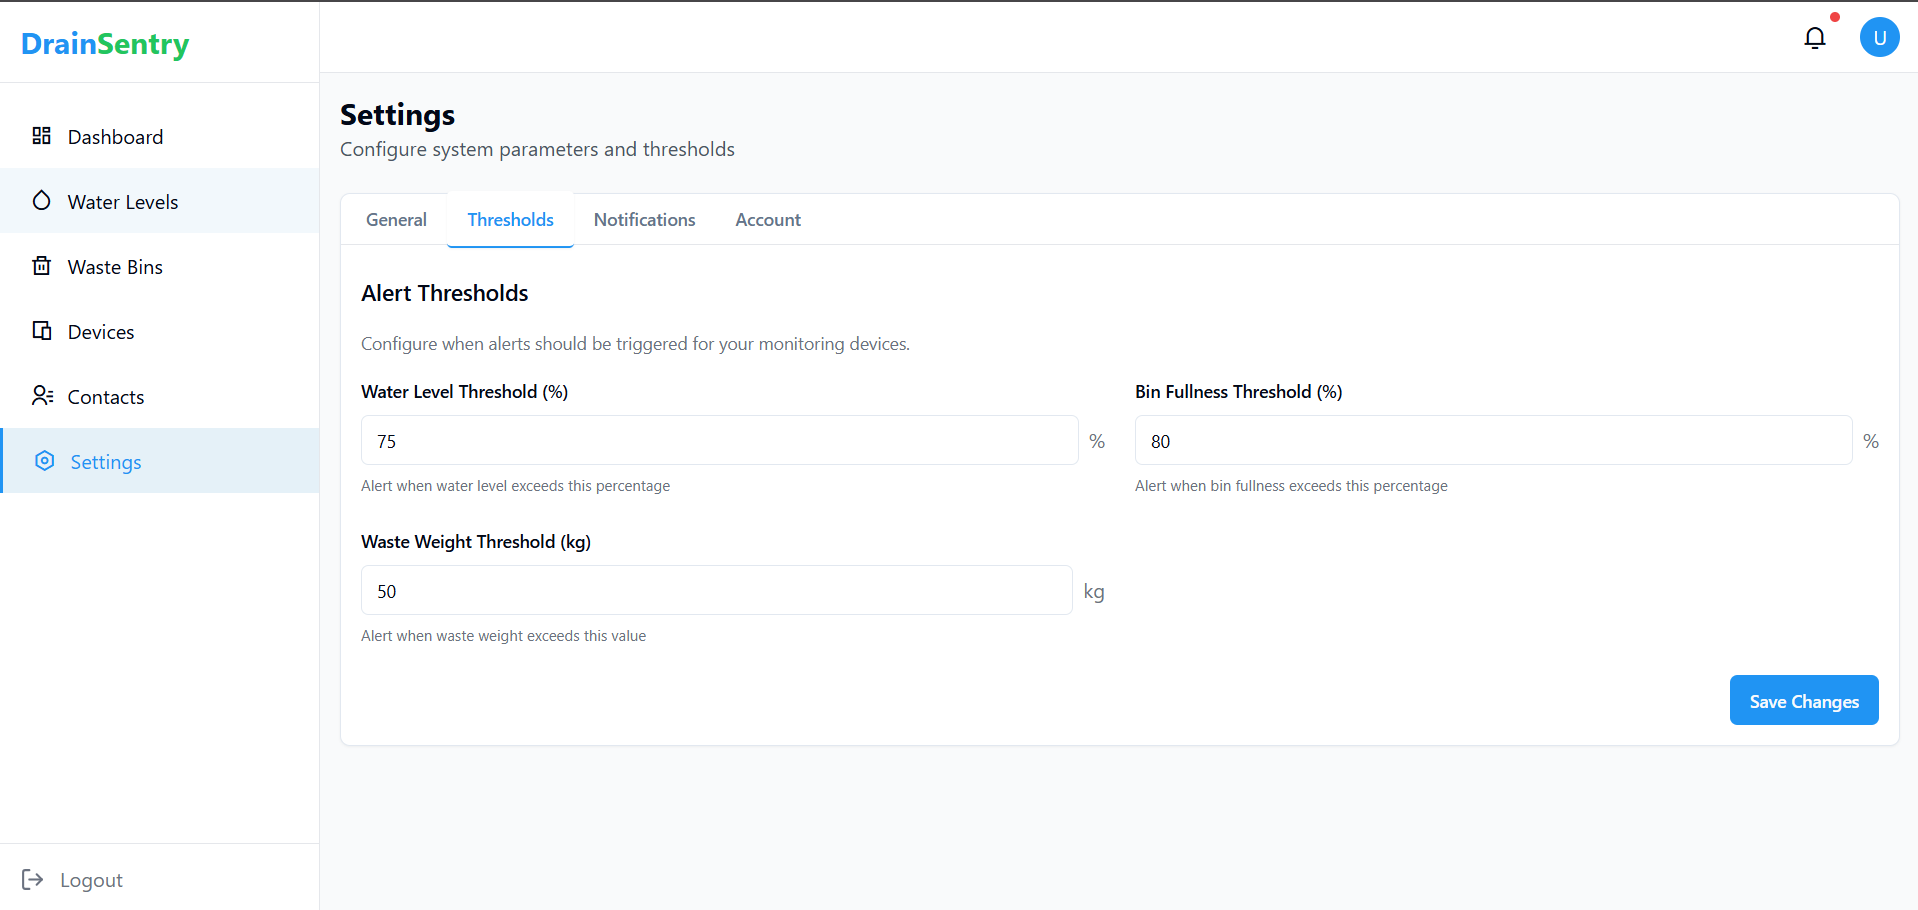 DrainSentry
U
Dashboard
Water Levels
Waste Bins
Devices
Contacts
Settings
Logout
Settings
Configure system parameters and thresholds
General Thresholds Notifications Account
Alert Thresholds
Configure when alerts should be triggered for your monitoring devices.
Water Level Threshold (%)
75 %
Alert when water level exceeds this percentage
Bin Fullness Threshold (%)
80 %
Alert when bin fullness exceeds this percentage
Waste Weight Threshold (kg)
50 kg
Alert when waste weight exceeds this value
Save Changes